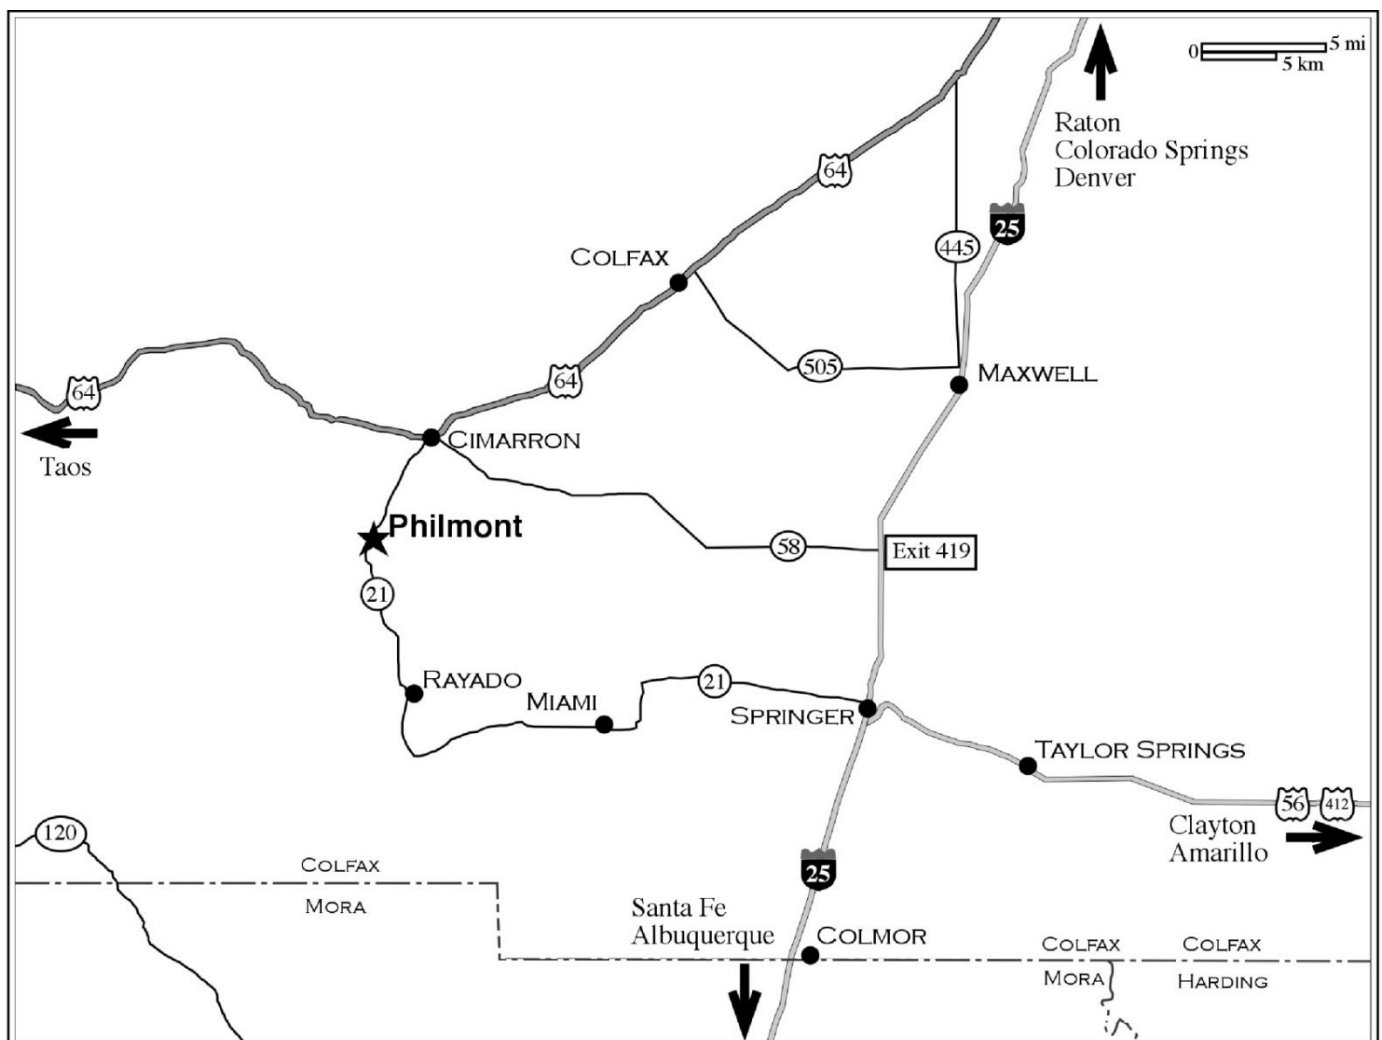 0
5 mi
5 km
Raton
Colorado Springs
Denver
64
25
445
COLFAX
505
64
MAXWELL
64
CIMARRON
Taos
Philmont
58
Exit 419
21
RAYADO
MIAMI
21
SPRINGER
TAYLOR SPRINGS
56
412
Clayton
Amarillo
120
COLFAX
MORA
25
Santa Fe
Albuquerque
COLMOR
COLFAX
MORA
COLFAX
HARDING